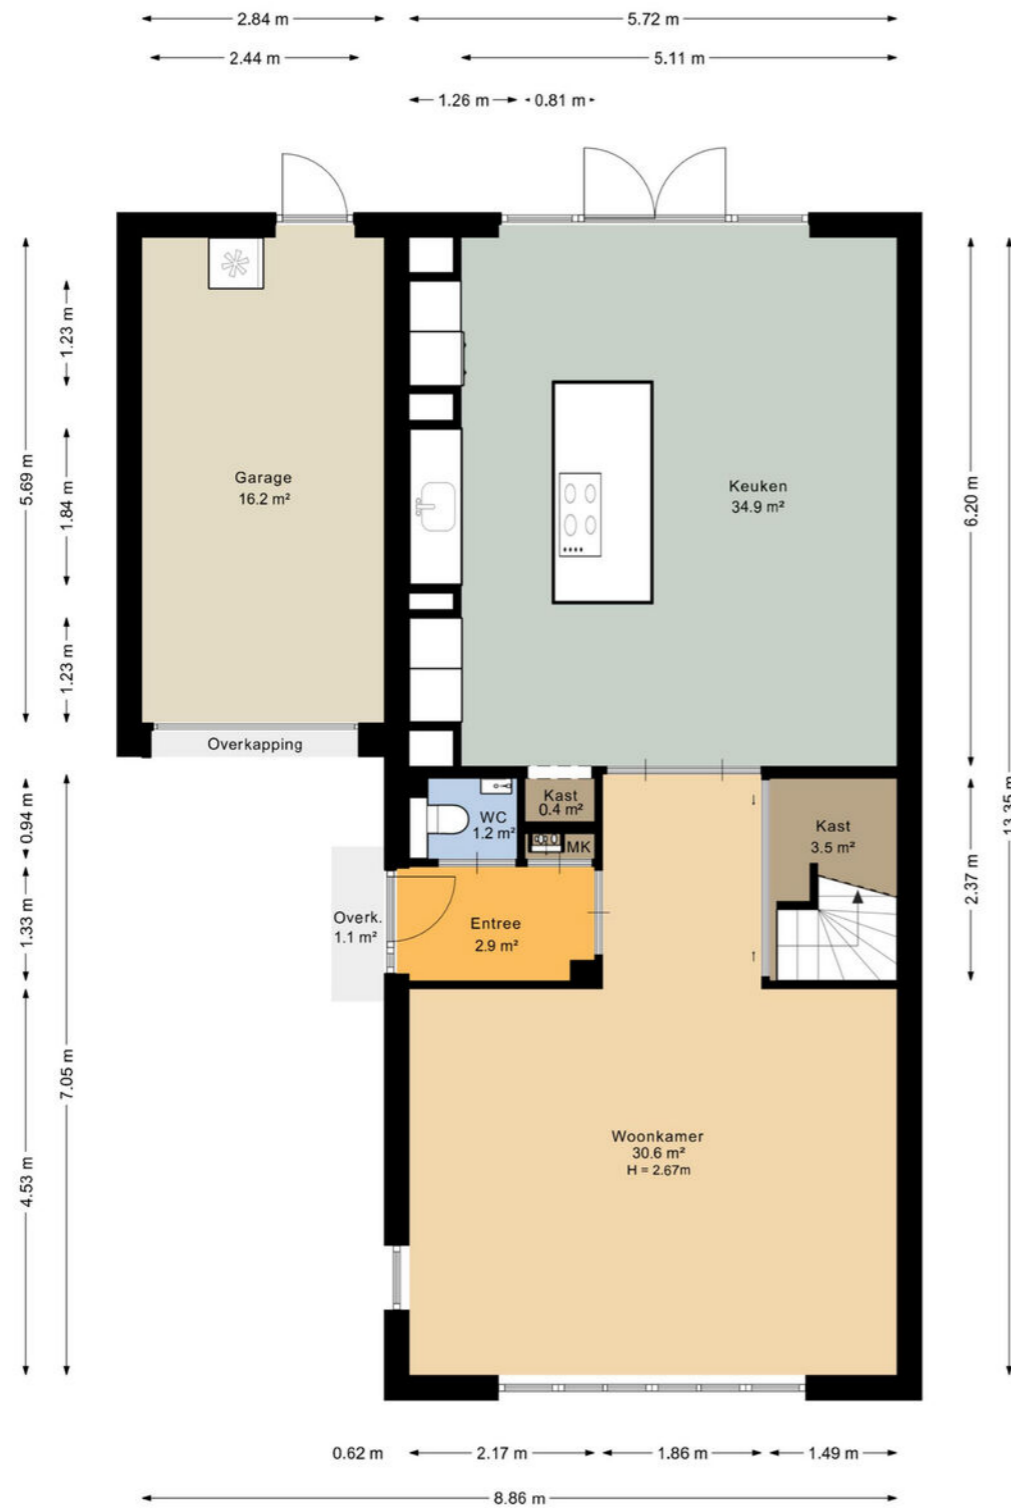 2.84 m
5.72 m
2.44 m
5.11 m
1.26 m
0.81 m
5.69 m
1.23 m
1.84 m
1.23 m
Garage
16.2 m²
Keuken
34.9 m²
6.20 m
13.35 m
Overkapping
0.94 m
1.33 m
4.53 m
7.05 m
WC
1.2 m²
Kast
0.4 m²
MK
Kast
3.5 m²
2.37 m
Overk.
1.1 m²
Entree
2.9 m²
Woonkamer
30.6 m²
H = 2.67m
0.62 m
2.17 m
1.86 m
1.49 m
8.86 m